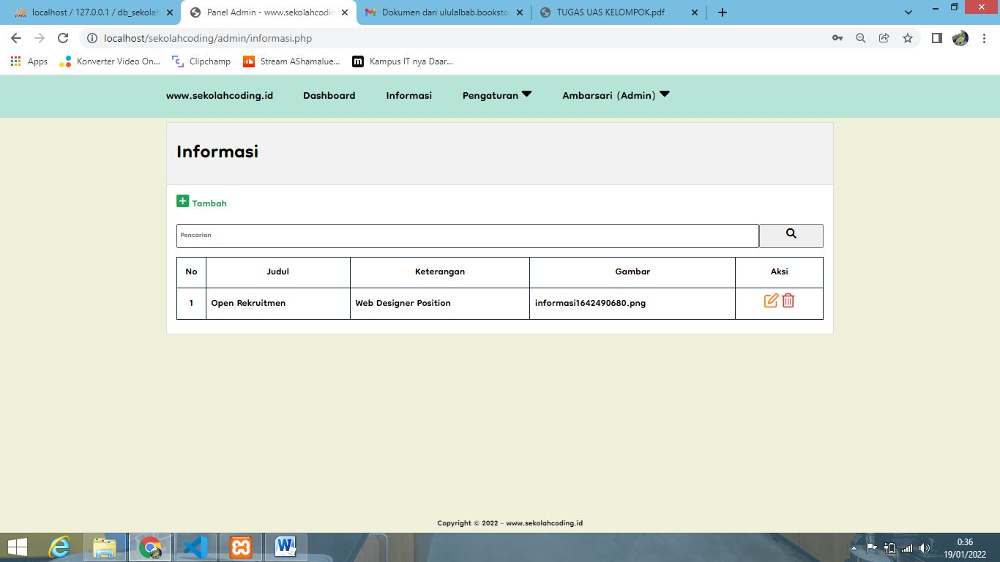 localhost / 127.0.0.1 / db_sekolah
Panel Admin - www.sekolahcodin
Dokumen dari ululalbab.booksto
TUGAS UAS KELOMPOK.pdf
localhost/sekolahcoding/admin/informasi.php
Apps
Konverter Video On...
Clipchamp
Stream AShamalue...
m Kampus IT nya Daar...
www.sekolahcoding.id Dashboard Informasi Pengaturan Ambarsari (Admin)
Informasi
Tambah
Pencarian
No Judul Keterangan Gambar Aksi
1 Open Rekruitmen Web Designer Position informasi1642490680.png
Copyright © 2022 - www.sekolahcoding.id
0:36
19/01/2022